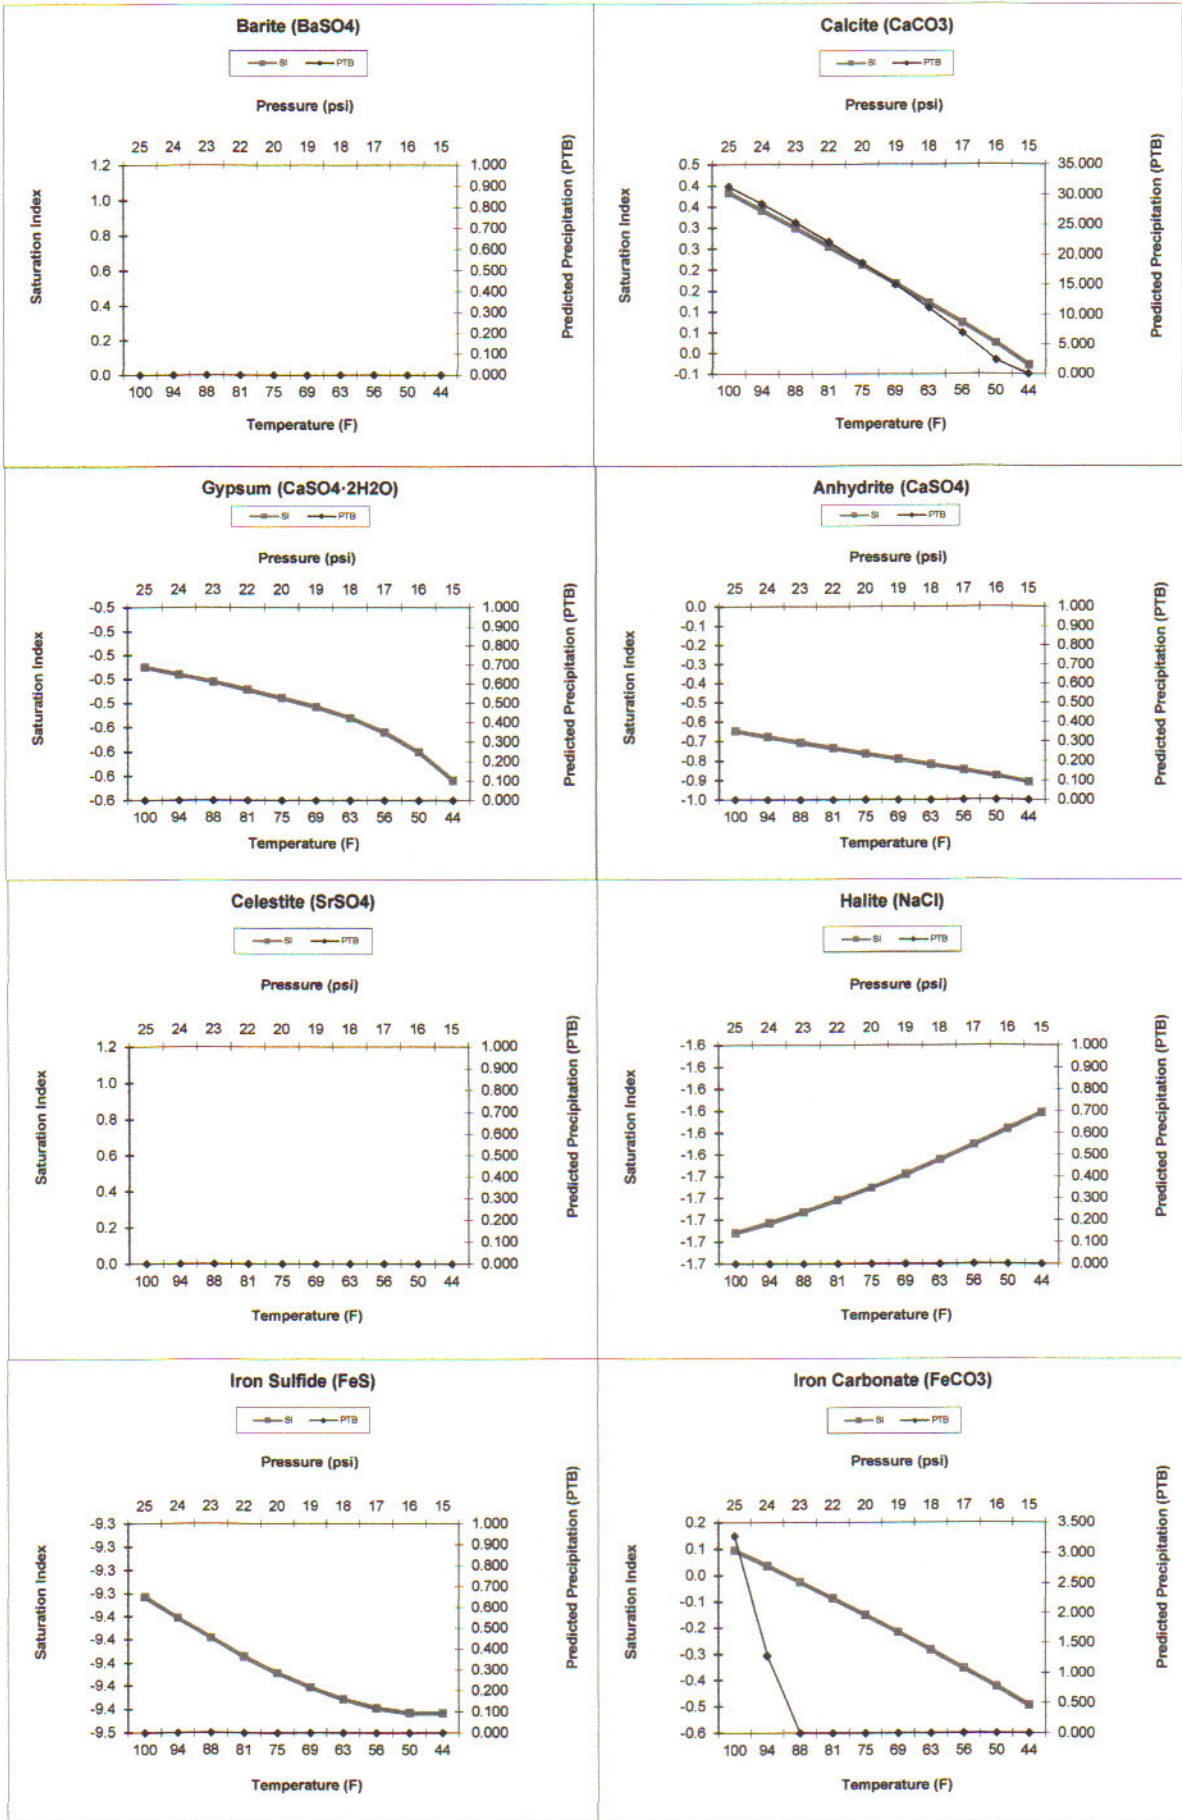 Barite (BaSO4)
SI PTB
Pressure (psi)
25 24 23 22 20 19 18 17 16 15
1.2
1.0
0.8
0.6
0.4
0.2
0.0
Saturation Index
1.000
0.900
0.800
0.700
0.600
0.500
0.400
0.300
0.200
0.100
0.000
Predicted Precipitation (PTB)
100 94 88 81 75 69 63 56 50 44
Temperature (F)
Calcite (CaCO3)
SI PTB
Pressure (psi)
25 24 23 22 20 19 18 17 16 15
0.5
0.4
0.4
0.3
0.3
0.2
0.2
0.1
0.1
0.0
-0.1
Saturation Index
35.000
30.000
25.000
20.000
15.000
10.000
5.000
0.000
Predicted Precipitation (PTB)
100 94 88 81 75 69 63 56 50 44
Temperature (F)
Gypsum (CaSO4·2H2O)
SI PTB
Pressure (psi)
25 24 23 22 20 19 18 17 16 15
-0.5
-0.5
-0.5
-0.5
-0.5
-0.6
-0.6
-0.6
-0.6
Saturation Index
1.000
0.900
0.800
0.700
0.600
0.500
0.400
0.300
0.200
0.100
0.000
Predicted Precipitation (PTB)
100 94 88 81 75 69 63 56 50 44
Temperature (F)
Anhydrite (CaSO4)
SI PTB
Pressure (psi)
25 24 23 22 20 19 18 17 16 15
0.0
-0.1
-0.2
-0.3
-0.4
-0.5
-0.6
-0.7
-0.8
-0.9
-1.0
Saturation Index
1.000
0.900
0.800
0.700
0.600
0.500
0.400
0.300
0.200
0.100
0.000
Predicted Precipitation (PTB)
100 94 88 81 75 69 63 56 50 44
Temperature (F)
Celestite (SrSO4)
SI PTB
Pressure (psi)
25 24 23 22 20 19 18 17 16 15
1.2
1.0
0.8
0.6
0.4
0.2
0.0
Saturation Index
1.000
0.900
0.800
0.700
0.600
0.500
0.400
0.300
0.200
0.100
0.000
Predicted Precipitation (PTB)
100 94 88 81 75 69 63 56 50 44
Temperature (F)
Halite (NaCl)
SI PTB
Pressure (psi)
25 24 23 22 20 19 18 17 16 15
-1.6
-1.6
-1.6
-1.6
-1.6
-1.6
-1.7
-1.7
-1.7
-1.7
-1.7
Saturation Index
1.000
0.900
0.800
0.700
0.600
0.500
0.400
0.300
0.200
0.100
0.000
Predicted Precipitation (PTB)
100 94 88 81 75 69 63 56 50 44
Temperature (F)
Iron Sulfide (FeS)
SI PTB
Pressure (psi)
25 24 23 22 20 19 18 17 16 15
-9.3
-9.3
-9.3
-9.3
-9.4
-9.4
-9.4
-9.4
-9.4
-9.5
Saturation Index
1.000
0.900
0.800
0.700
0.600
0.500
0.400
0.300
0.200
0.100
0.000
Predicted Precipitation (PTB)
100 94 88 81 75 69 63 56 50 44
Temperature (F)
Iron Carbonate (FeCO3)
SI PTB
Pressure (psi)
25 24 23 22 20 19 18 17 16 15
0.2
0.1
0.0
-0.1
-0.2
-0.3
-0.4
-0.5
-0.6
Saturation Index
3.500
3.000
2.500
2.000
1.500
1.000
0.500
0.000
Predicted Precipitation (PTB)
100 94 88 81 75 69 63 56 50 44
Temperature (F)